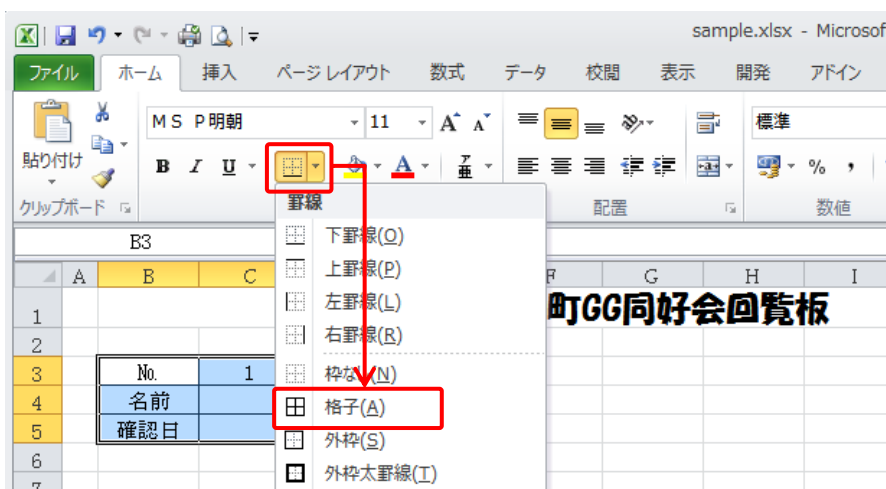 sample.xlsx - Microsof
ファイル ホーム 挿入 ページ レイアウト 数式 データ 校閲 表示 開発 アドイン
ＭＳ Ｐ明朝 11 A A 標準
貼り付け B I U A ア亜 a % ,
クリップボード 配置 数値
罫線
B3
下罫線(O)
上罫線(P)
左罫線(L)
右罫線(R)
枠なし(N)
格子(A)
外枠(S)
外枠太罫線(T)
A B C F G H I
1 町GG同好会回覧板
2
3 No. 1
4 名前
5 確認日
6
7